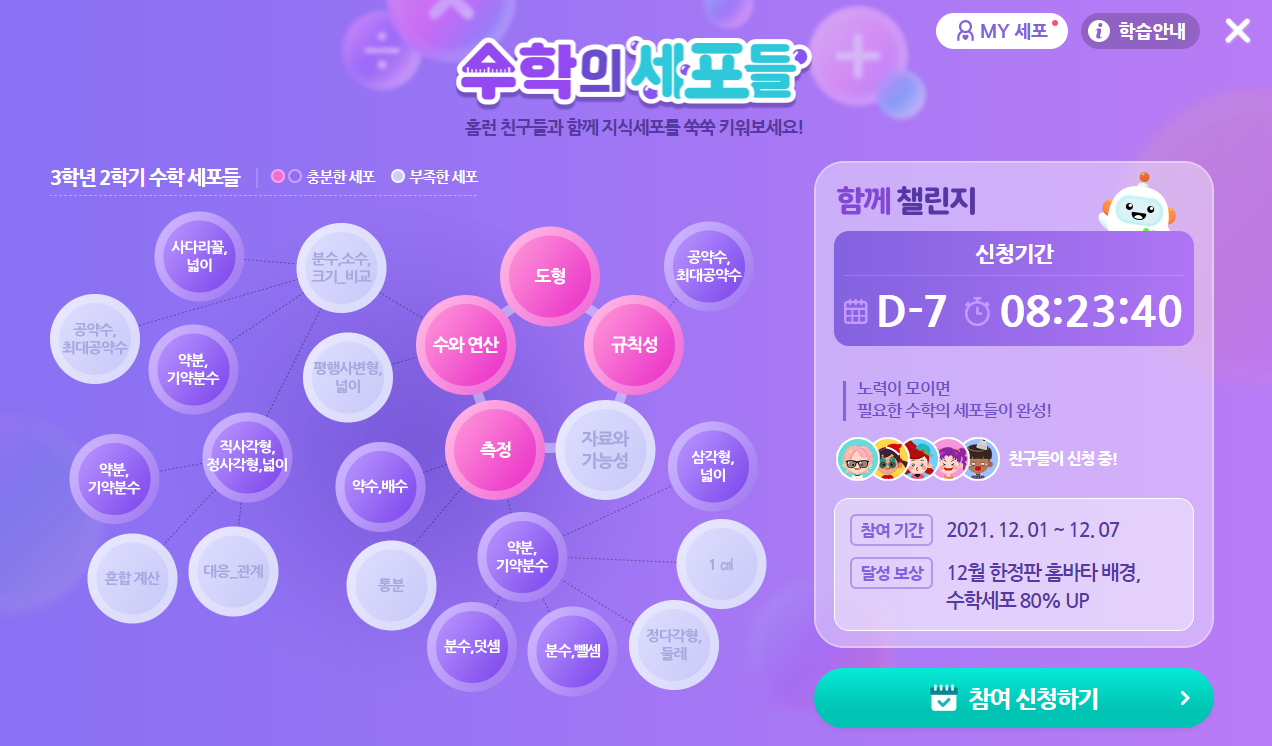 MY 세포
학습안내
수학의 세포들
홈런 친구들과 함께 지식세포를 쑥쑥 키워보세요!
3학년 2학기 수학 세포들
충분한 세포
부족한 세포
사다리꼴,
넓이
분수,소수,
크기_비교
공약수,
최대공약수
약분,
기약분수
평행사변형,
넓이
직사각형,
정사각형,넓이
약분,
기약분수
혼합 계산
대응_관계
도형
수와 연산
규칙성
측정
자료와
가능성
공약수,
최대공약수
약수,배수
삼각형,
넓이
약분,
기약분수
통분
1 ㎠
분수,덧셈
분수,뺄셈
정다각형,
둘레
함께 챌린지
신청기간
D-7 08:23:40
노력이 모이면
필요한 수학의 세포들이 완성!
친구들이 신청 중!
참여 기간 2021. 12. 01 ~ 12. 07
달성 보상 12월 한정판 홈바타 배경,
수학세포 80% UP
참여 신청하기